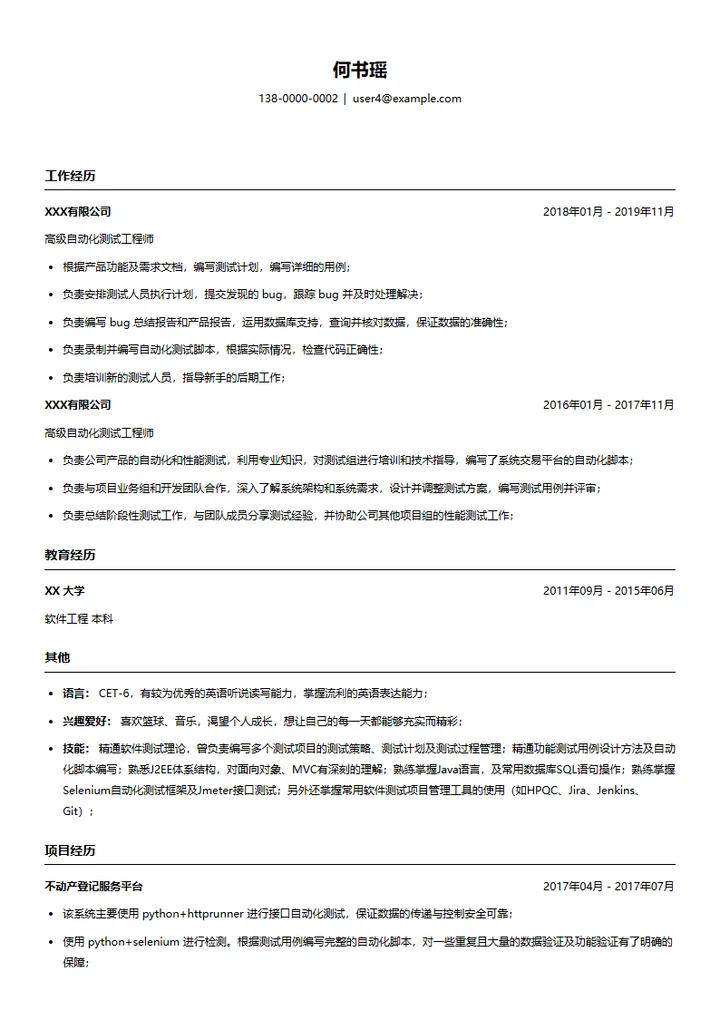 何书瑶
138-0000-0002 | user4@example.com
工作经历
XXX有限公司 2018年01月 - 2019年11月
高级自动化测试工程师
• 根据产品功能及需求文档，编写测试计划，编写详细的用例；
• 负责安排测试人员执行计划，提交发现的 bug，跟踪 bug 并及时处理解决；
• 负责编写 bug 总结报告和产品报告，运用数据库支持，查询并核对数据，保证数据的准确性；
• 负责录制并编写自动化测试脚本，根据实际情况，检查代码正确性；
• 负责培训新的测试人员，指导新手的后期工作；
XXX有限公司 2016年01月 - 2017年11月
高级自动化测试工程师
• 负责公司产品的自动化和性能测试，利用专业知识，对测试组进行培训和技术指导，编写了系统交易平台的自动化脚本；
• 负责与项目业务组和开发团队合作，深入了解系统架构和系统需求，设计并调整测试方案，编写测试用例并评审；
• 负责总结阶段性测试工作，与团队成员分享测试经验，并协助公司其他项目组的性能测试工作；
教育经历
XX 大学 2011年09月 - 2015年06月
软件工程 本科
其他
• 语言： CET-6，有较为优秀的英语听说读写能力，掌握流利的英语表达能力；
• 兴趣爱好： 喜欢篮球、音乐，渴望个人成长，想让自己的每一天都能够充实而精彩；
• 技能： 精通软件测试理论，曾负责编写多个测试项目的测试策略、测试计划及测试过程管理；精通功能测试用例设计方法及自动
化脚本编写；熟悉J2EE体系结构，对面向对象、MVC有深刻的理解；熟练掌握Java语言，及常用数据库SQL语句操作；熟练掌握
Selenium自动化测试框架及Jmeter接口测试；另外还掌握常用软件测试项目管理工具的使用（如HPQC、Jira、Jenkins、
Git）；
项目经历
不动产登记服务平台 2017年04月 - 2017年07月
• 该系统主要使用 python+httprunner 进行接口自动化测试，保证数据的传递与控制安全可靠；
• 使用 python+selenium 进行检测。根据测试用例编写完整的自动化脚本，对一些重复且大量的数据验证及功能验证有了明确的
保障；